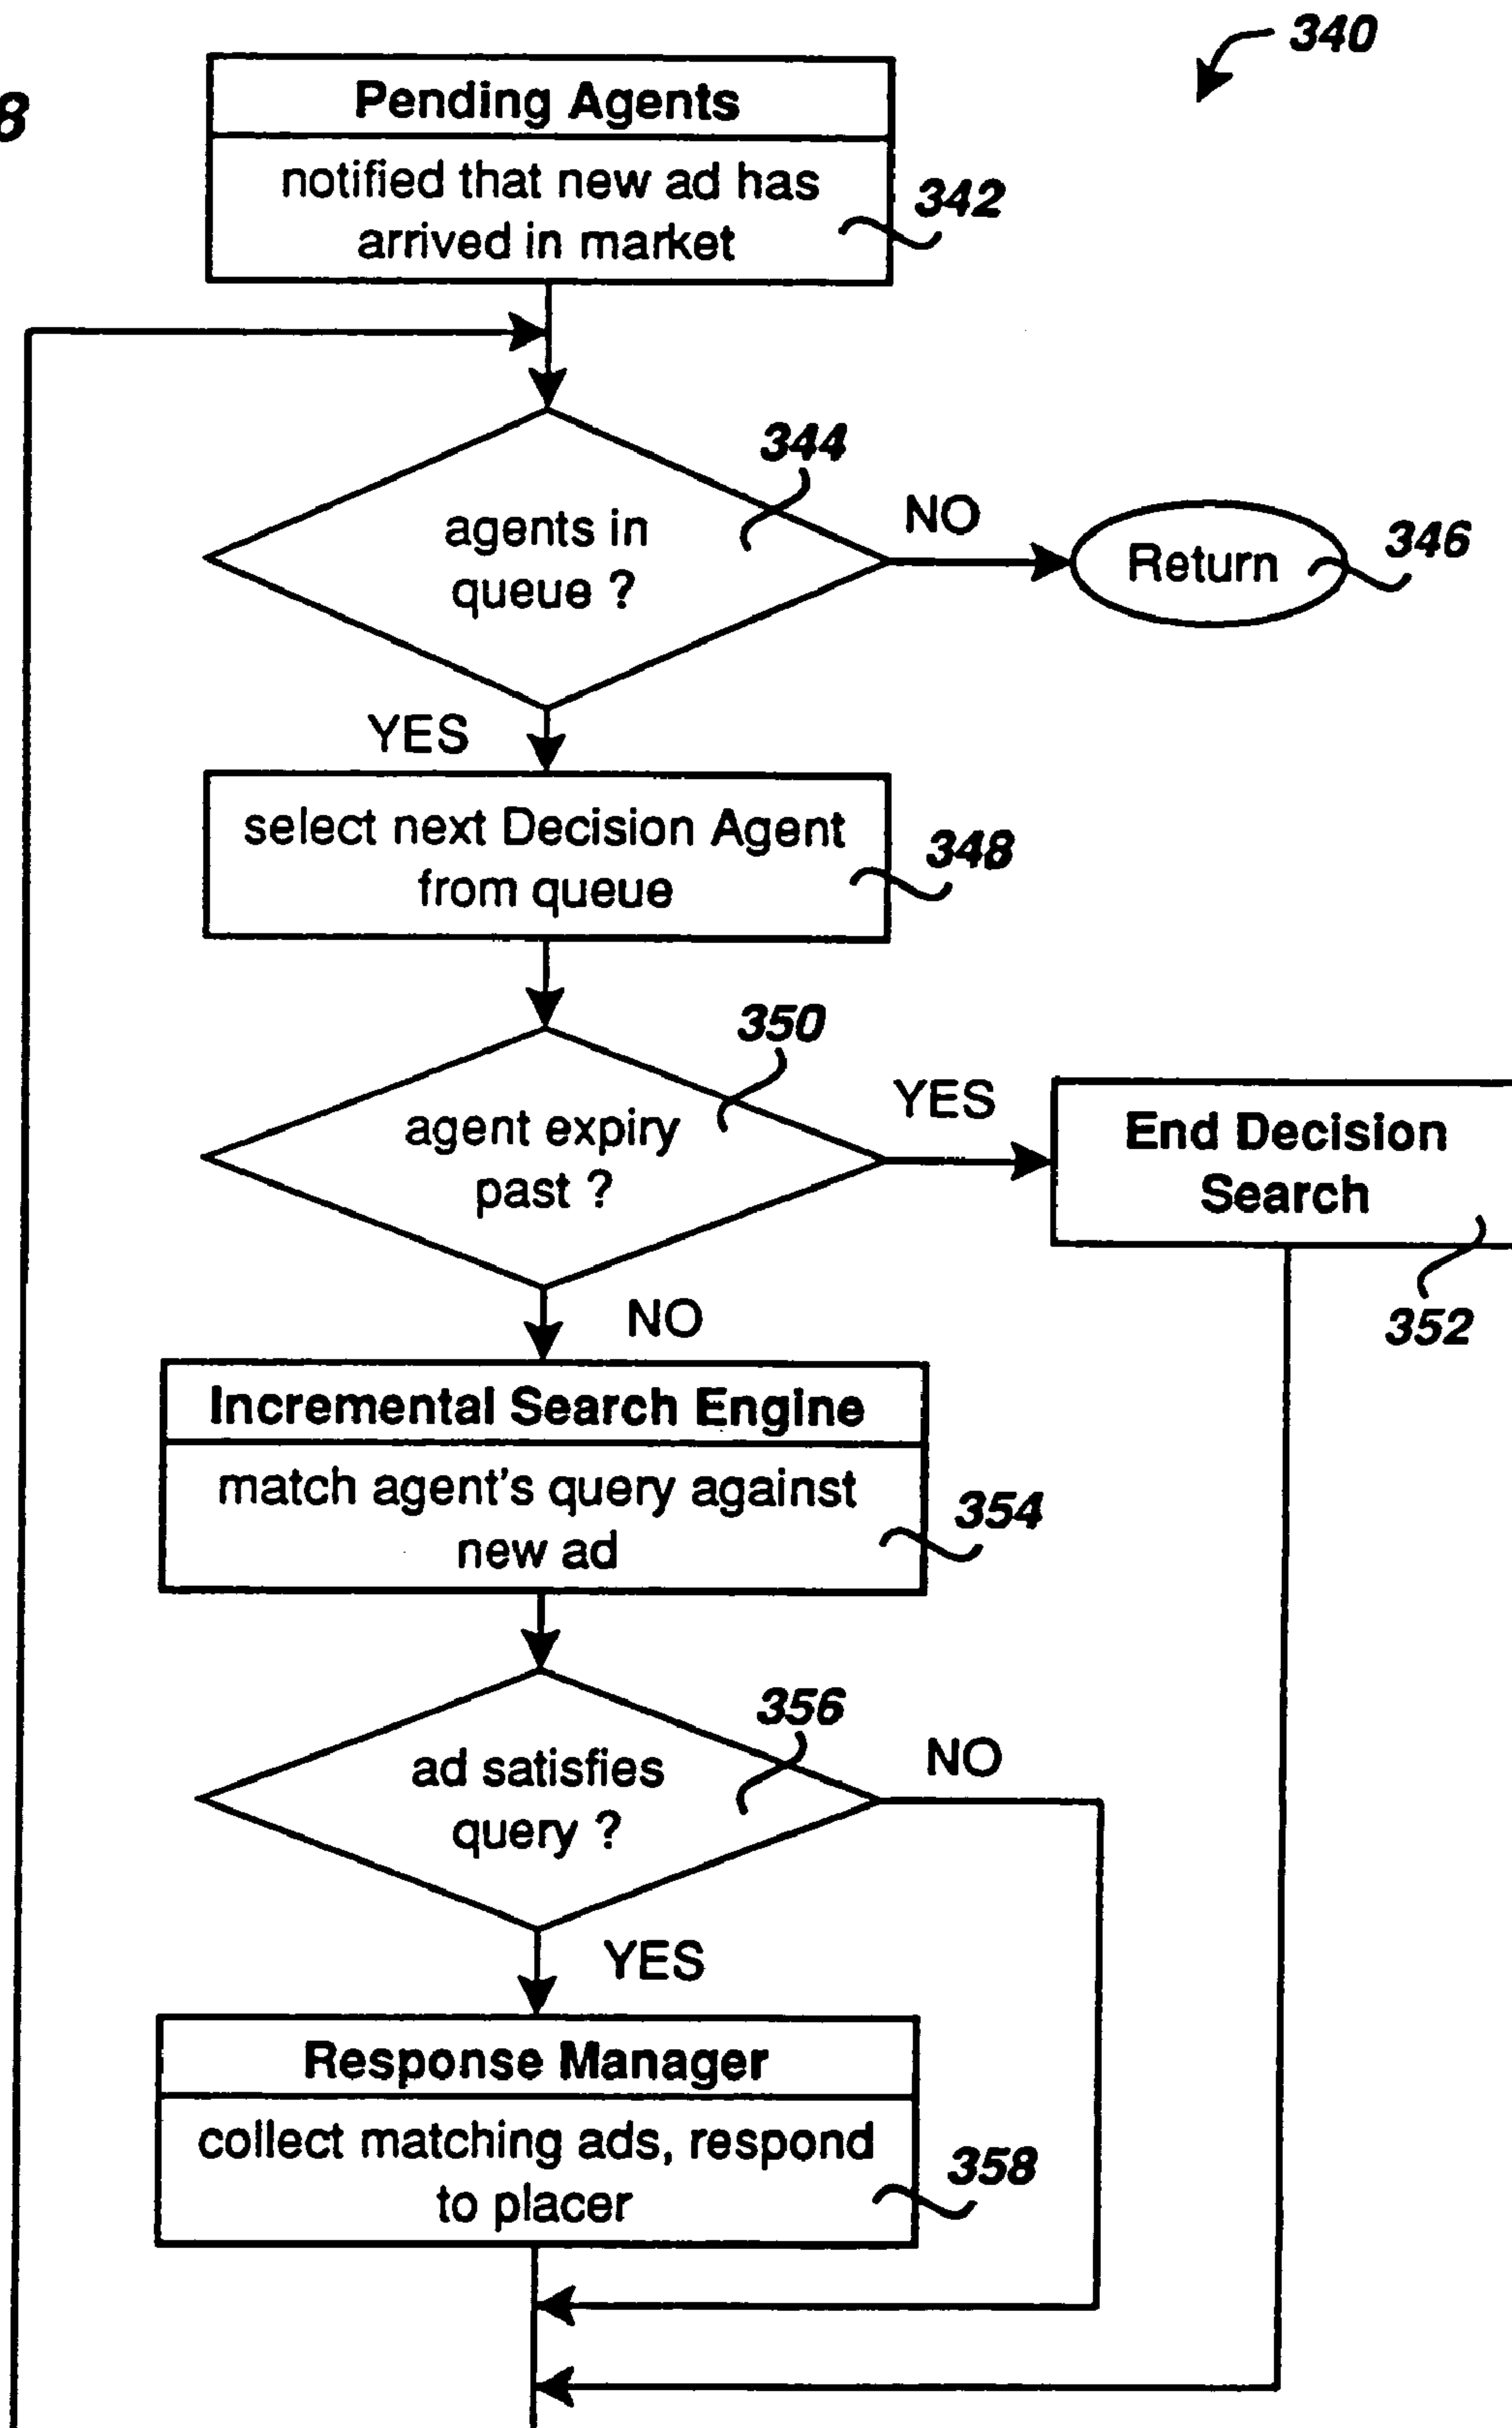 340
8
Pending Agents
notified that new ad has
arrived in market
342
344
agents in
queue ?
NO
Return
346
YES
select next Decision Agent
from queue
348
350
agent expiry
past ?
YES
End Decision
Search
352
NO
Incremental Search Engine
match agent's query against
new ad
354
356
ad satisfies
query ?
NO
YES
Response Manager
collect matching ads, respond
to placer
358